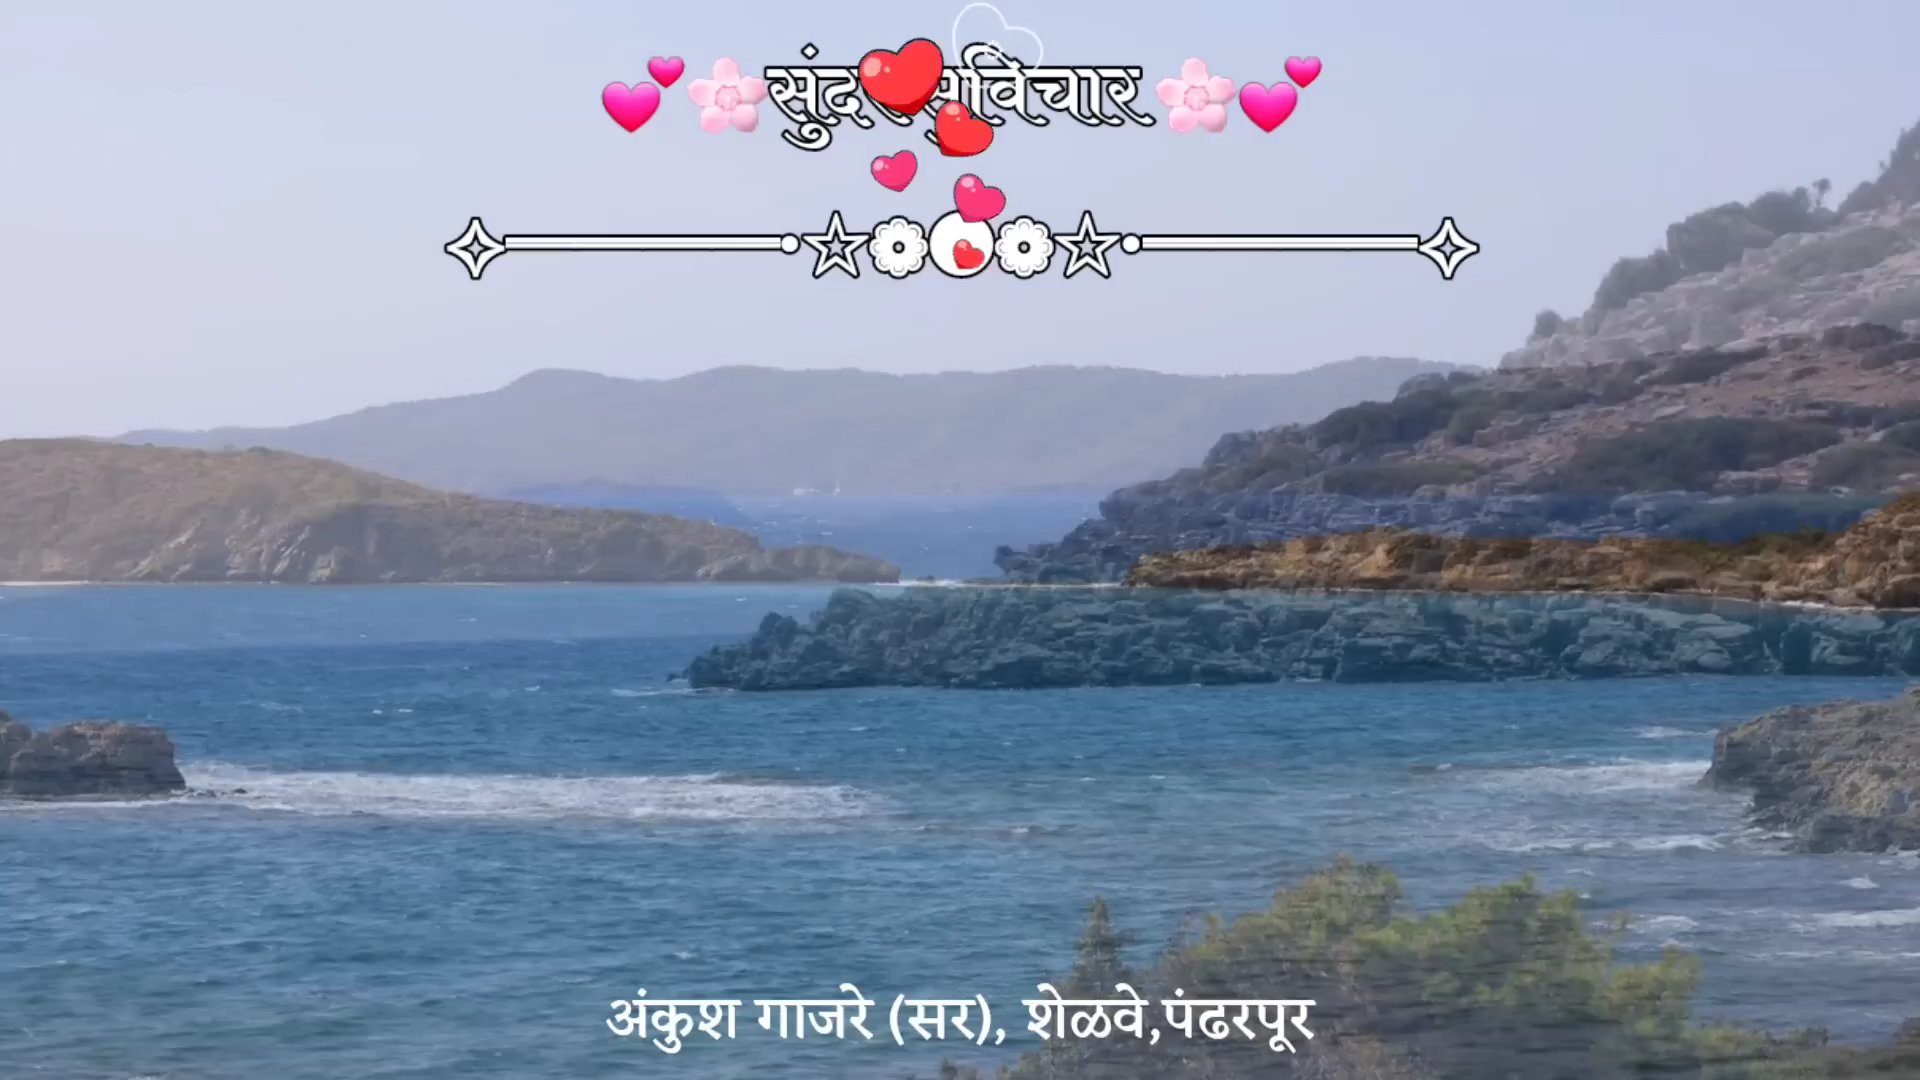 💕🌸सुंदर सुविचार 🌸💕
अंकुश गाजरे (सर), शेळवे,पंढरपूर